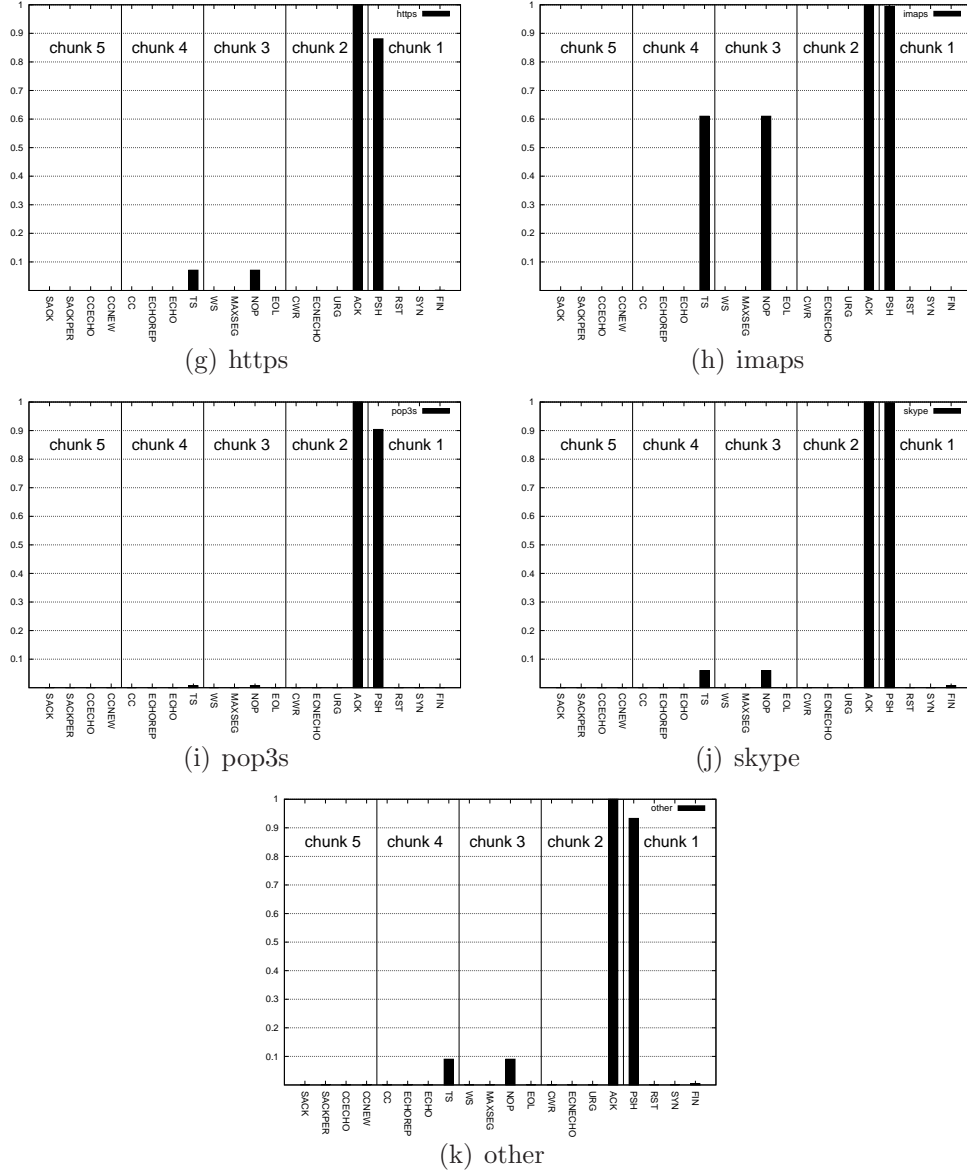 https
1
0.9
0.8
0.7
0.6
0.5
0.4
0.3
0.2
0.1
chunk 5 chunk 4 chunk 3 chunk 2 chunk 1
SACK SACKPER CCECHO CCNEW CC ECHOREP ECHO TS WS MAXSEG NOP EOL CWR ECNECHO URG ACK PSH RST SYN FIN
(g) https
imaps
1
0.9
0.8
0.7
0.6
0.5
0.4
0.3
0.2
0.1
chunk 5 chunk 4 chunk 3 chunk 2 chunk 1
SACK SACKPER CCECHO CCNEW CC ECHOREP ECHO TS WS MAXSEG NOP EOL CWR ECNECHO URG ACK PSH RST SYN FIN
(h) imaps
pop3s
1
0.9
0.8
0.7
0.6
0.5
0.4
0.3
0.2
0.1
chunk 5 chunk 4 chunk 3 chunk 2 chunk 1
SACK SACKPER CCECHO CCNEW CC ECHOREP ECHO TS WS MAXSEG NOP EOL CWR ECNECHO URG ACK PSH RST SYN FIN
(i) pop3s
skype
1
0.9
0.8
0.7
0.6
0.5
0.4
0.3
0.2
0.1
chunk 5 chunk 4 chunk 3 chunk 2 chunk 1
SACK SACKPER CCECHO CCNEW CC ECHOREP ECHO TS WS MAXSEG NOP EOL CWR ECNECHO URG ACK PSH RST SYN FIN
(j) skype
other
1
0.9
0.8
0.7
0.6
0.5
0.4
0.3
0.2
0.1
chunk 5 chunk 4 chunk 3 chunk 2 chunk 1
SACK SACKPER CCECHO CCNEW CC ECHOREP ECHO TS WS MAXSEG NOP EOL CWR ECNECHO URG ACK PSH RST SYN FIN
(k) other